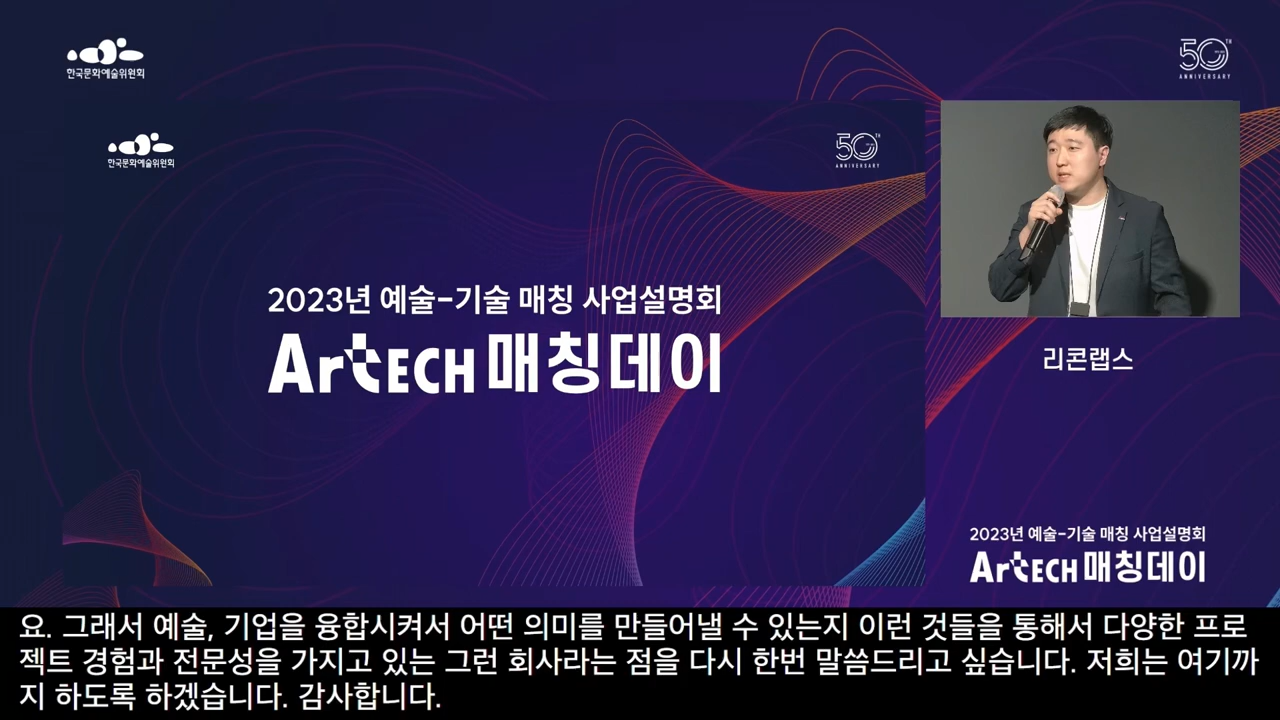 한국문화예술위원회
50TH
ANNIVERSARY
한국문화예술위원회
50TH
ANNIVERSARY
2023년 예술-기술 매칭 사업설명회
ArtECH 매칭데이
리콘랩스
2023년 예술-기술 매칭 사업설명회
ArtECH 매칭데이
요. 그래서 예술, 기업을 융합시켜서 어떤 의미를 만들어낼 수 있는지 이런 것들을 통해서 다양한 프로
젝트 경험과 전문성을 가지고 있는 그런 회사라는 점을 다시 한번 말씀드리고 싶습니다. 저희는 여기까
지 하도록 하겠습니다. 감사합니다.